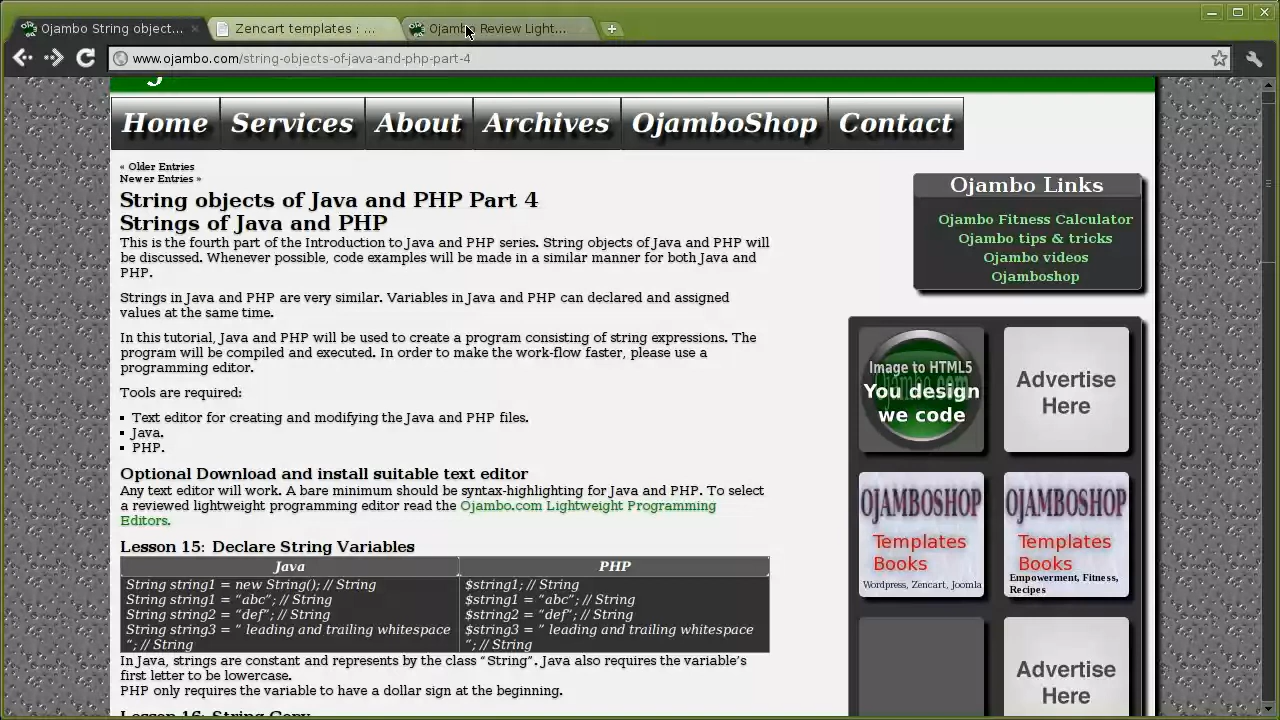 Ojambo String object...
Zencart templates : ...
Ojambo Review Light...
www.ojambo.com/string-objects-of-java-and-php-part-4
Home Services About Archives OjamboShop Contact
« Older Entries
Newer Entries »
String objects of Java and PHP Part 4
Strings of Java and PHP
This is the fourth part of the Introduction to Java and PHP series. String objects of Java and PHP will
be discussed. Whenever possible, code examples will be made in a similar manner for both Java and
PHP.
Strings in Java and PHP are very similar. Variables in Java and PHP can declared and assigned
values at the same time.
In this tutorial, Java and PHP will be used to create a program consisting of string expressions. The
program will be compiled and executed. In order to make the work-flow faster, please use a
programming editor.
Tools are required:
Text editor for creating and modifying the Java and PHP files.
Java.
PHP.
Optional Download and install suitable text editor
Any text editor will work. A bare minimum should be syntax-highlighting for Java and PHP. To select
a reviewed lightweight programming editor read the Ojambo.com Lightweight Programming
Editors.
Lesson 15: Declare String Variables
Java
String string1 = new String(); // String
String string1 = “abc”; // String
String string2 = “def”; // String
String string3 = ” leading and trailing whitespace
“; // String
PHP
$string1; // String
$string1 = “abc”; // String
$string2 = “def”; // String
$string3 = ” leading and trailing whitespace
“; // String
In Java, strings are constant and represents by the class “String”. Java also requires the variable’s
first letter to be lowercase.
PHP only requires the variable to have a dollar sign at the beginning.
Lesson 16: String Copy
Ojambo Links
Ojambo Fitness Calculator
Ojambo tips & tricks
Ojambo videos
Ojamboshop
Image to HTML5
Ojambo.com
You design
we code
Advertise
Here
OJAMBOSHOP
Templates
Books
Wordpress, Zencart, Joomla
OJAMBOSHOP
Templates
Books
Empowerment, Fitness,
Recipes
Advertise
Here